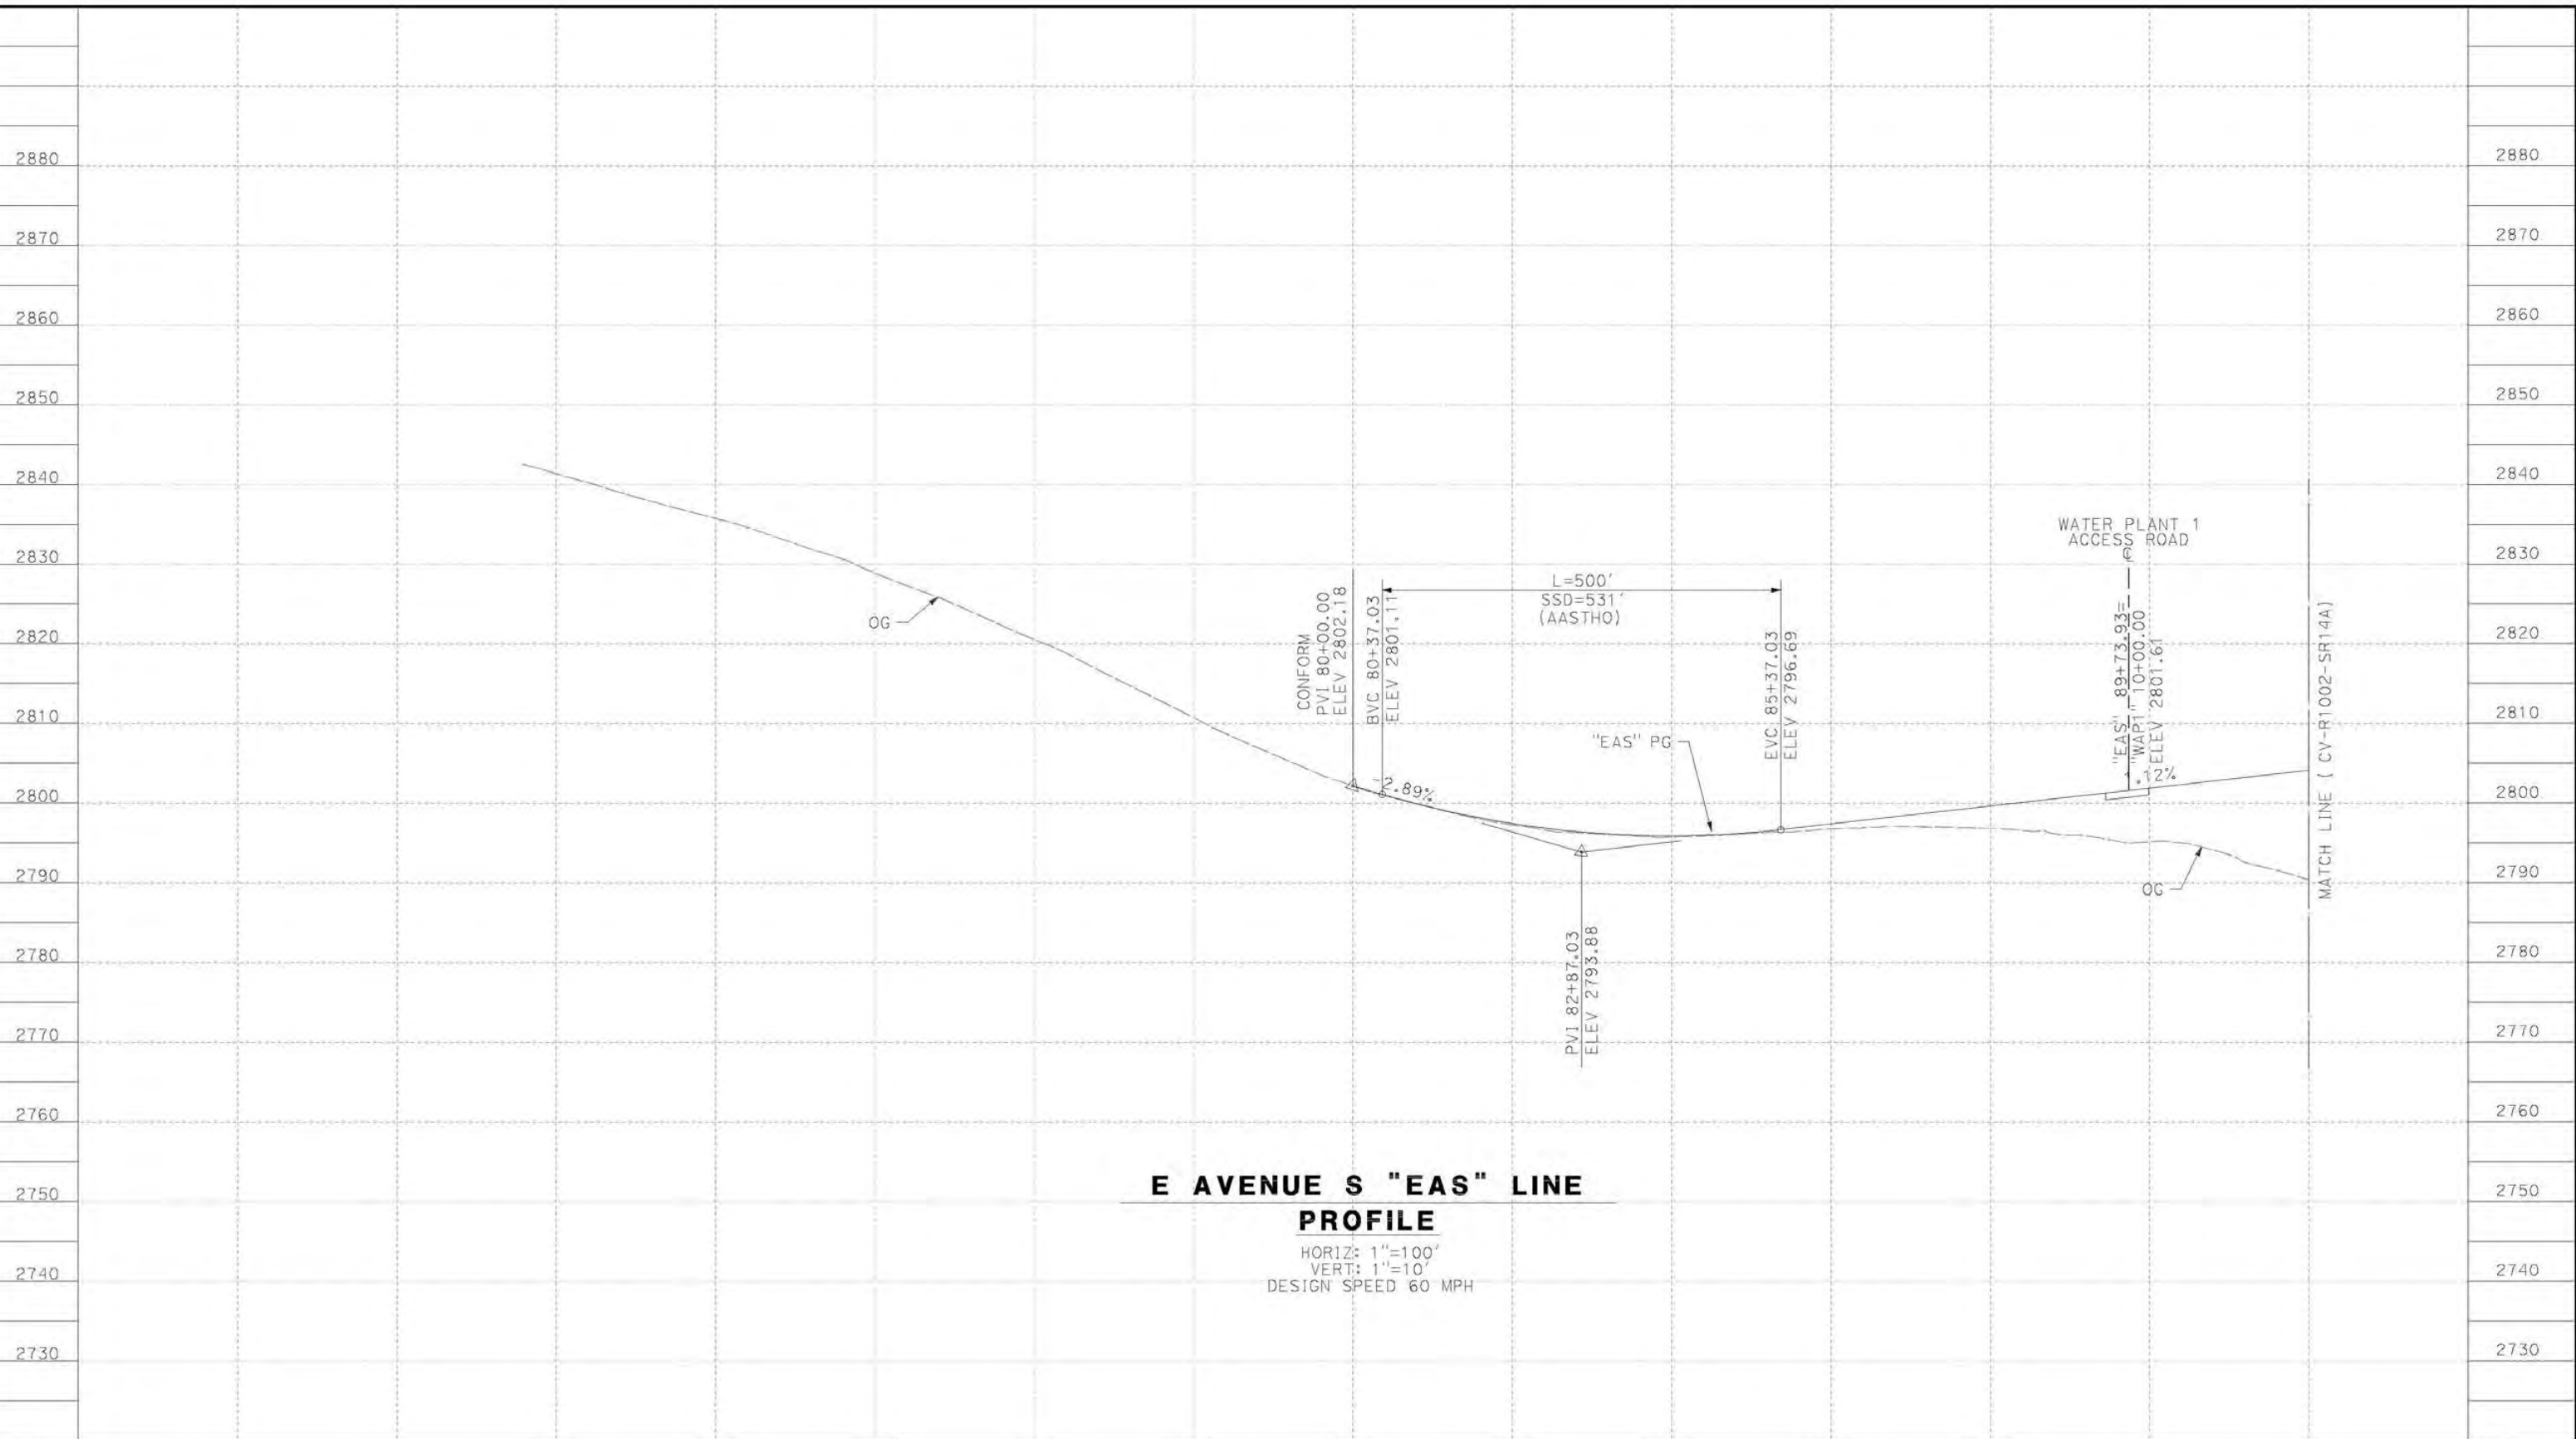 2880
2870
2860
2850
2840
2830
2820
2810
2800
2790
2780
2770
2760
2750
2740
2730
OG
CONFORM
PVI 80+00.00
ELEV 2802.18
BVC 80+37.03
ELEV 2801.11
L=500'
SSD=531'
(AASTHO)
-2.89%
"EAS" PG
PVI 82+87.03
ELEV 2793.88
EVC 85+37.03
ELEV 2796.69
WATER PLANT 1
ACCESS ROAD
℄
"EAS" 89+73.93=
"WAP1" 10+00.00
ELEV 2801.61
1.12%
OG
MATCH LINE ( CV-R1002-SR14A)
2880
2870
2860
2850
2840
2830
2820
2810
2800
2790
2780
2770
2760
2750
2740
2730
E AVENUE S "EAS" LINE
PROFILE
HORIZ: 1"=100'
VERT: 1"=10'
DESIGN SPEED 60 MPH